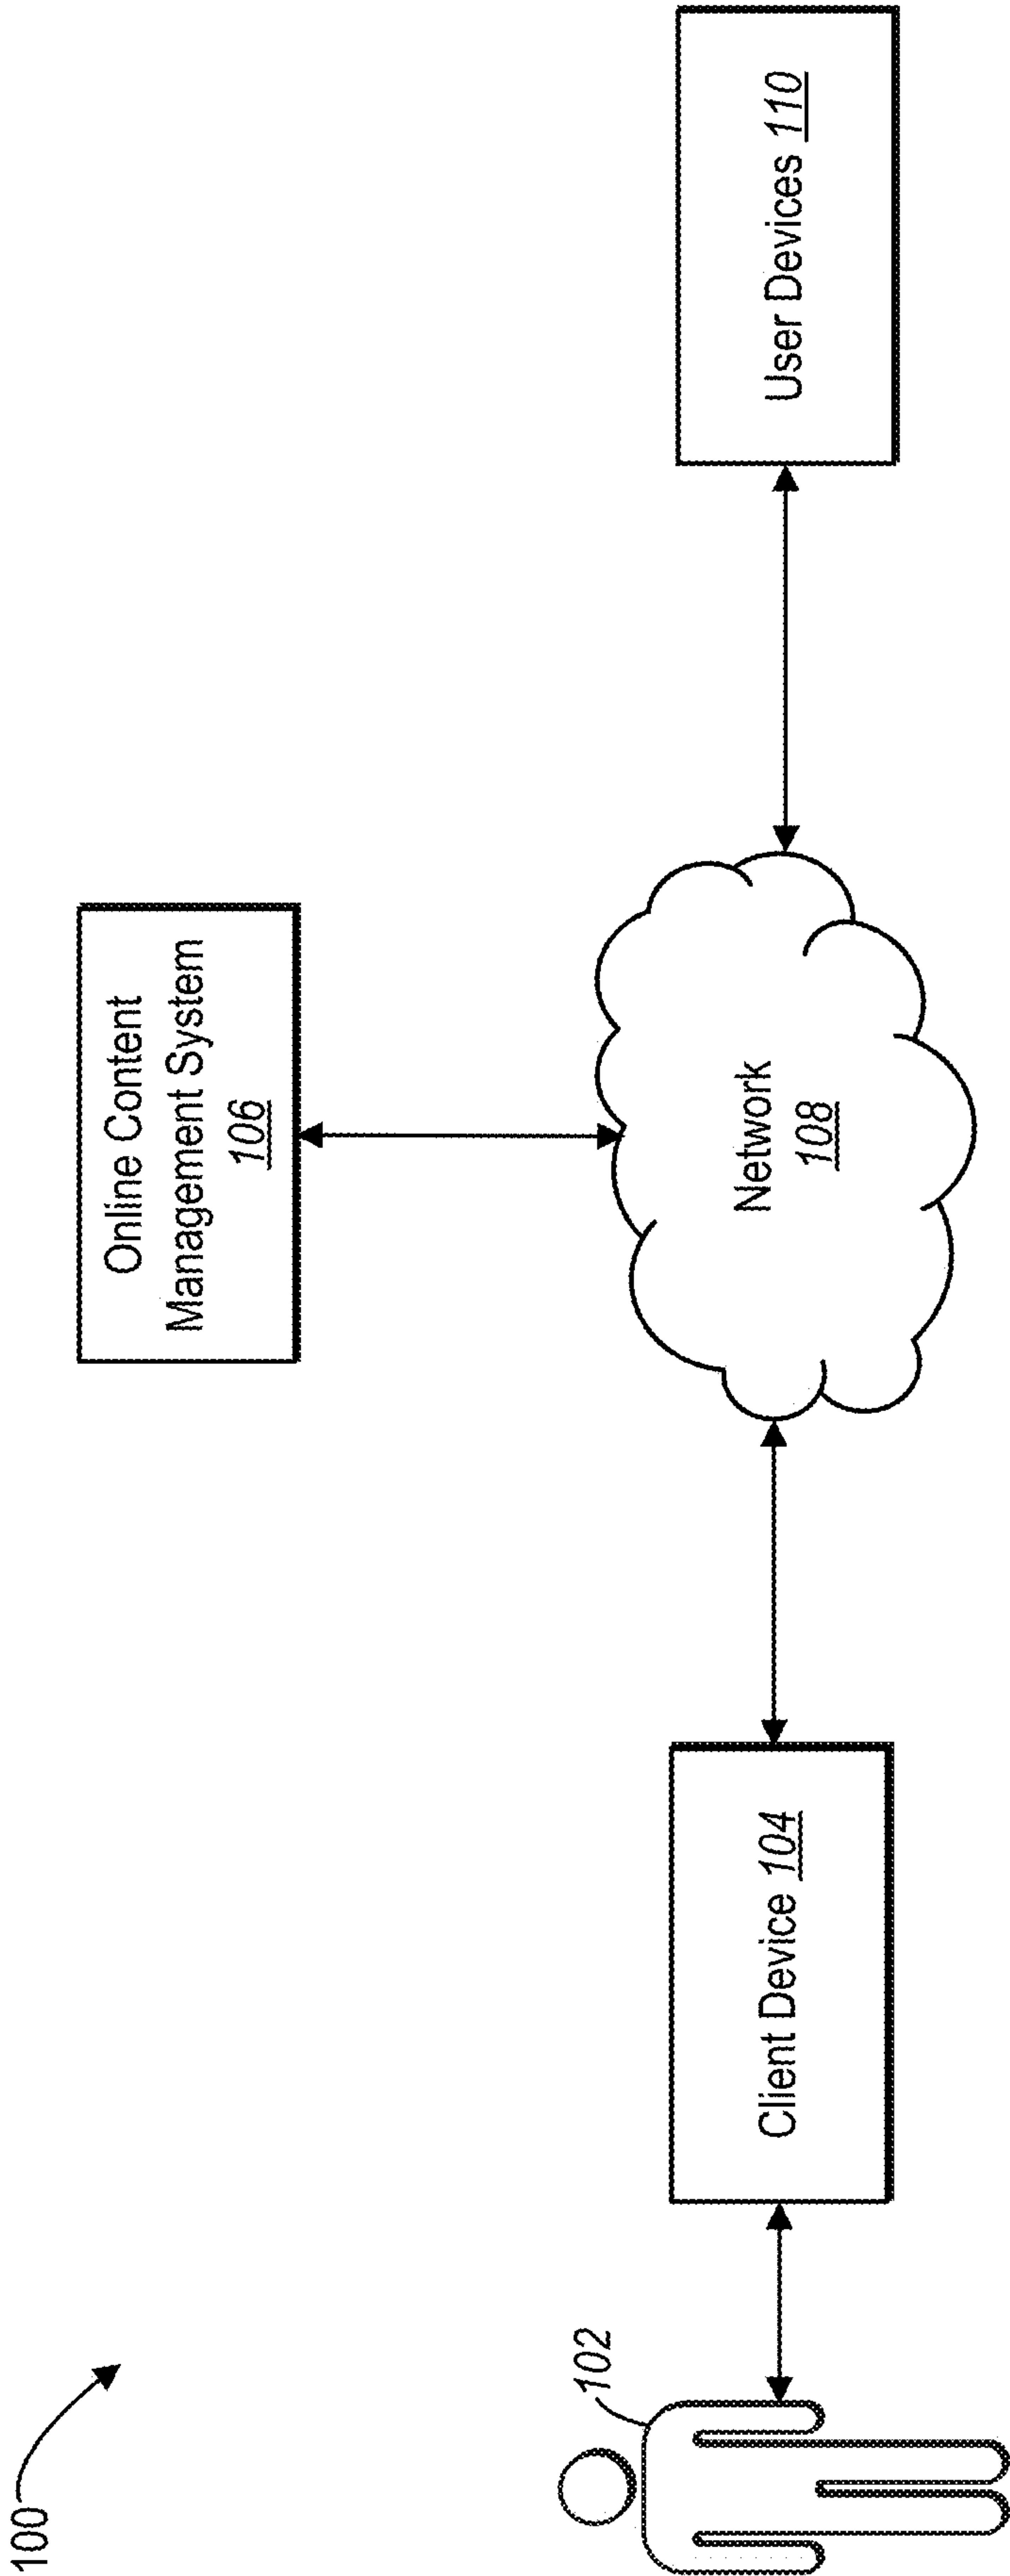 100
Online Content
Management System
106
102
Client Device 104
Network
108
User Devices 110